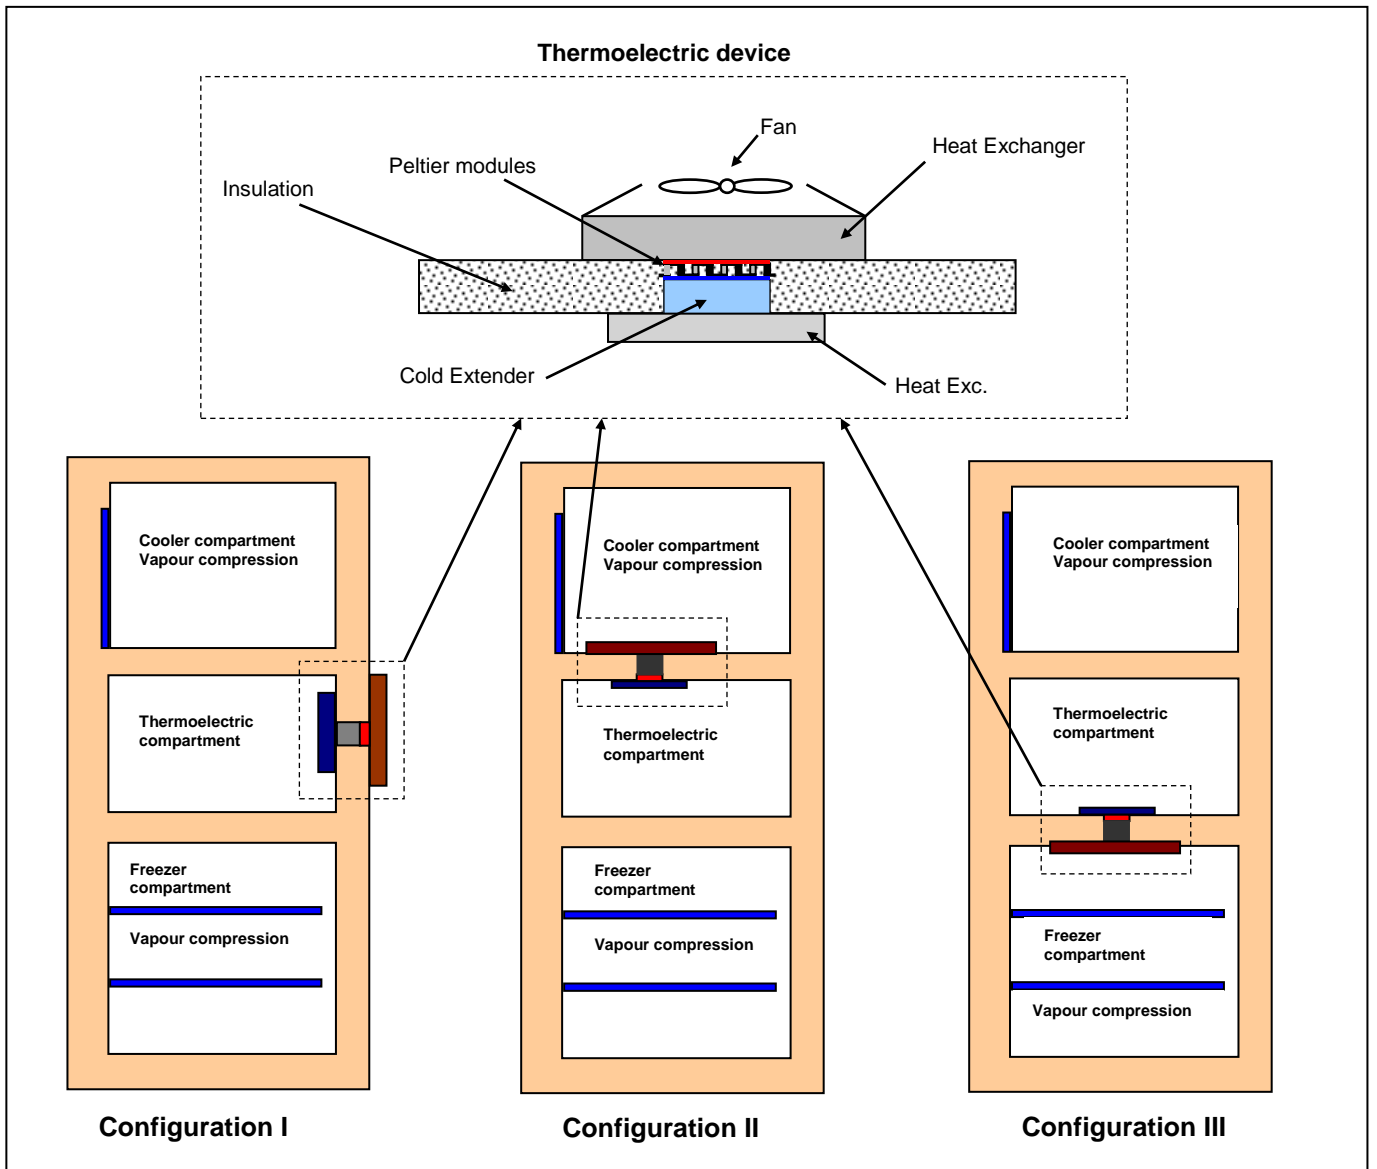 Thermoelectric device
Fan
Heat Exchanger
Peltier modules
Insulation
Cold Extender
Heat Exc.
Cooler compartment
Vapour compression
Thermoelectric
compartment
Freezer
compartment
Vapour compression
Configuration I
Cooler compartment
Vapour compression
Thermoelectric
compartment
Freezer
compartment
Vapour compression
Configuration II
Cooler compartment
Vapour compression
Thermoelectric
compartment
Freezer
compartment
Vapour compression
Configuration III